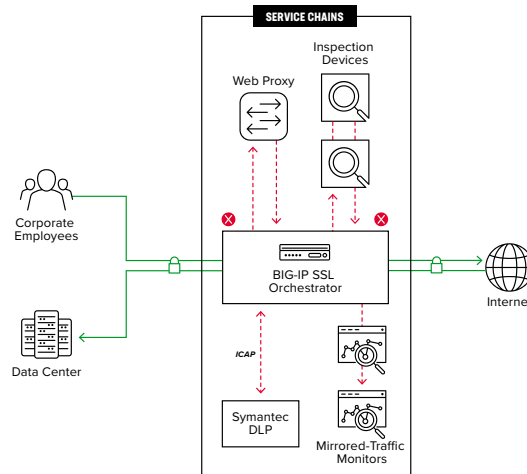 SERVICE CHAINS
Inspection
Devices
Web Proxy
Corporate
Employees
BIG-IP SSL
Orchestrator
Internet
Data Center
ICAP
Symantec
DLP
Mirrored-Traffic
Monitors